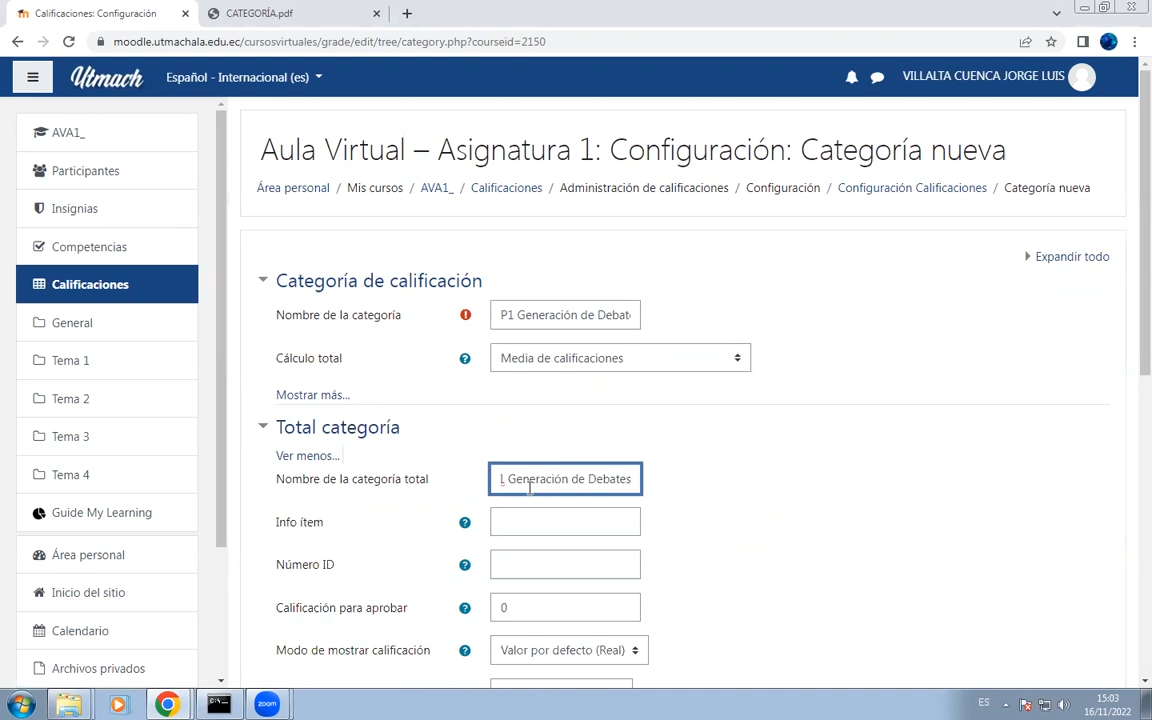 Calificaciones: Configuración
CATEGORÍA.pdf
moodle.utmachala.edu.ec/cursosvirtuales/grade/edit/tree/category.php?courseid=2150
Utmach
Español - Internacional (es)
VILLALTA CUENCA JORGE LUIS
AVA1_
Participantes
Insignias
Competencias
Calificaciones
General
Tema 1
Tema 2
Tema 3
Tema 4
Guide My Learning
Área personal
Inicio del sitio
Calendario
Archivos privados
Aula Virtual – Asignatura 1: Configuración: Categoría nueva
Área personal / Mis cursos / AVA1_ / Calificaciones / Administración de calificaciones / Configuración / Configuración Calificaciones / Categoría nueva
Expandir todo
Categoría de calificación
Nombre de la categoría P1 Generación de Debat
Cálculo total Media de calificaciones
Mostrar más...
Total categoría
Ver menos...
Nombre de la categoría total Generación de Debates
Info ítem
Número ID
Calificación para aprobar 0
Modo de mostrar calificación Valor por defecto (Real)
zoom
ES
15:03
16/11/2022